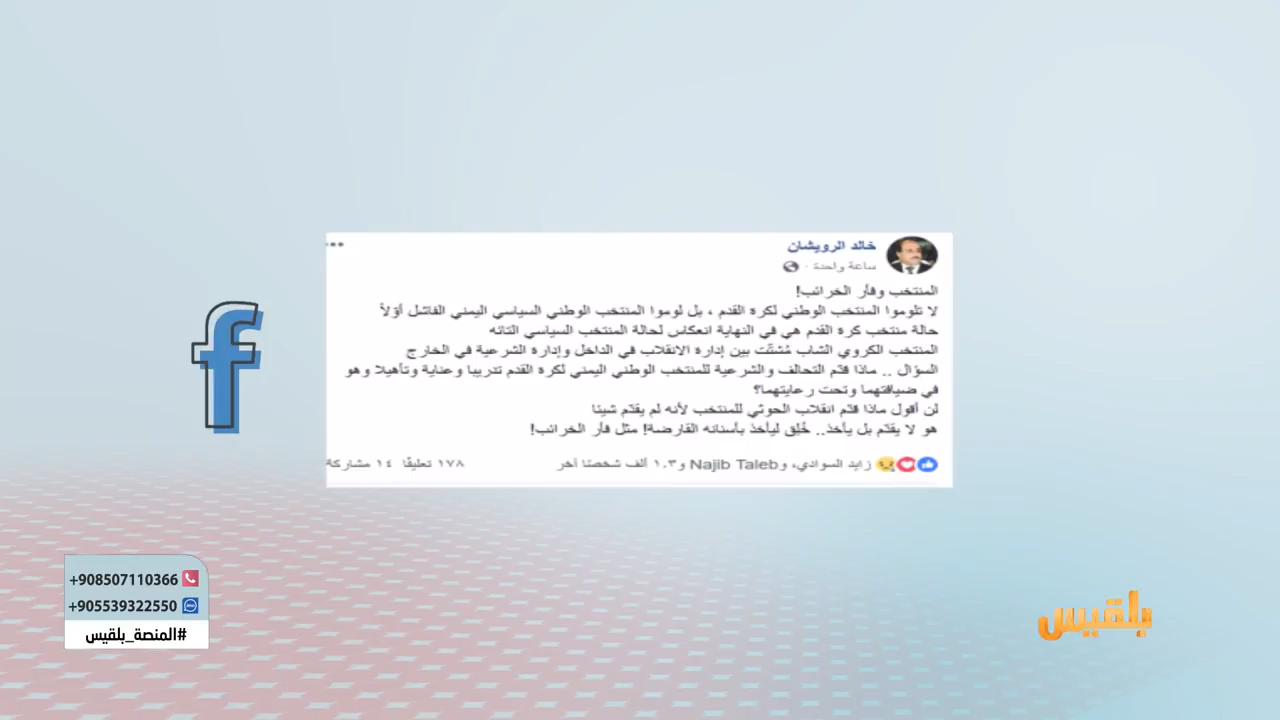 خالد الرويشان
ساعة واحدة ·
المنتخب وفأر الخرائب!
لا تلوموا المنتخب الوطني لكرة القدم ، بل لوموا المنتخب الوطني السياسي اليمني الفاشل أوّلاً
حالة منتخب كرة القدم هي في النهاية انعكاس لحالة المنتخب السياسي التائه
المنتخب الكروي الشاب مُشتّت بين إدارة الانقلاب في الداخل وإدارة الشرعية في الخارج
السؤال .. ماذا قدّم التحالف والشرعية للمنتخب الوطني اليمني لكرة القدم تدريبا وعناية وتأهيلا وهو
في ضيافتهما وتحت رعايتهما؟
لن أقول ماذا قدّم انقلاب الحوثي للمنتخب لأنه لم يقدّم شيئا
هو لا يقدّم بل يأخذ.. خُلِق ليأخذ بأسنانه القارضة! مثل فأر الخرائب!
زايد السوادي، وNajib Taleb و١.٣ ألف شخصًا آخر
١٧٨ تعليقًا ١٤ مشاركة
+908507110366
+905539322550
#المنصة_بلقيس
بلقيس